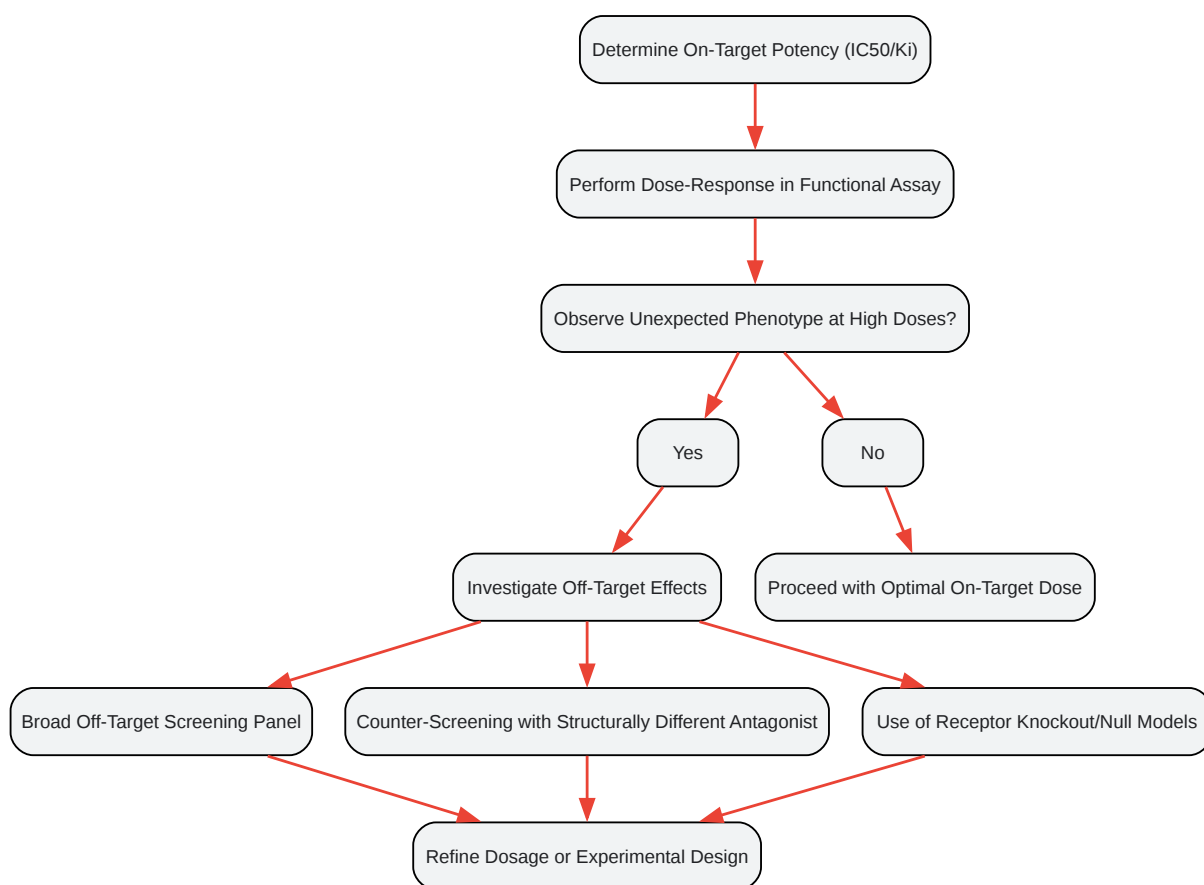 Determine On-Target Potency (IC50/Ki)
Perform Dose-Response in Functional Assay
Observe Unexpected Phenotype at High Doses?
Yes
No
Investigate Off-Target Effects
Proceed with Optimal On-Target Dose
Broad Off-Target Screening Panel
Counter-Screening with Structurally Different Antagonist
Use of Receptor Knockout/Null Models
Refine Dosage or Experimental Design